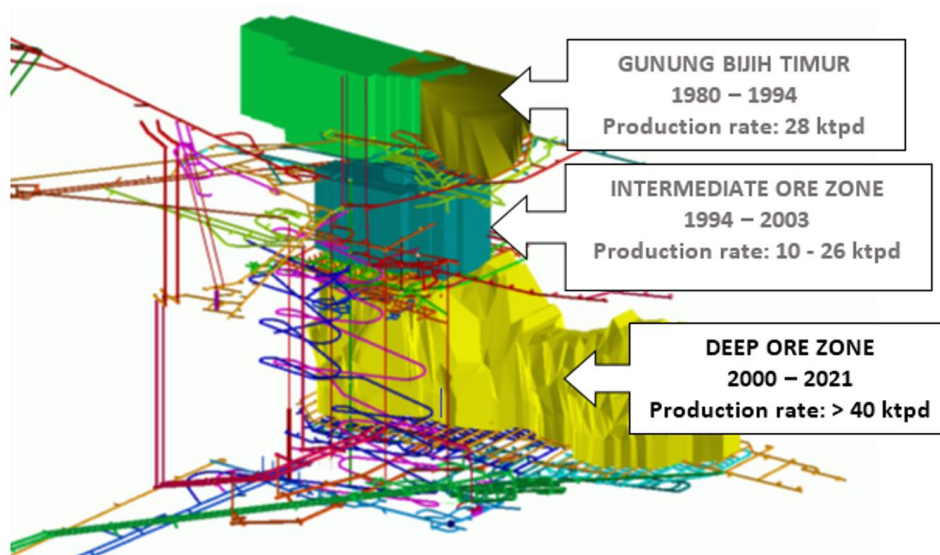 GUNUNG BIJIH TIMUR
1980 – 1994
Production rate: 28 ktpd
INTERMEDIATE ORE ZONE
1994 – 2003
Production rate: 10 - 26 ktpd
DEEP ORE ZONE
2000 – 2021
Production rate: > 40 ktpd